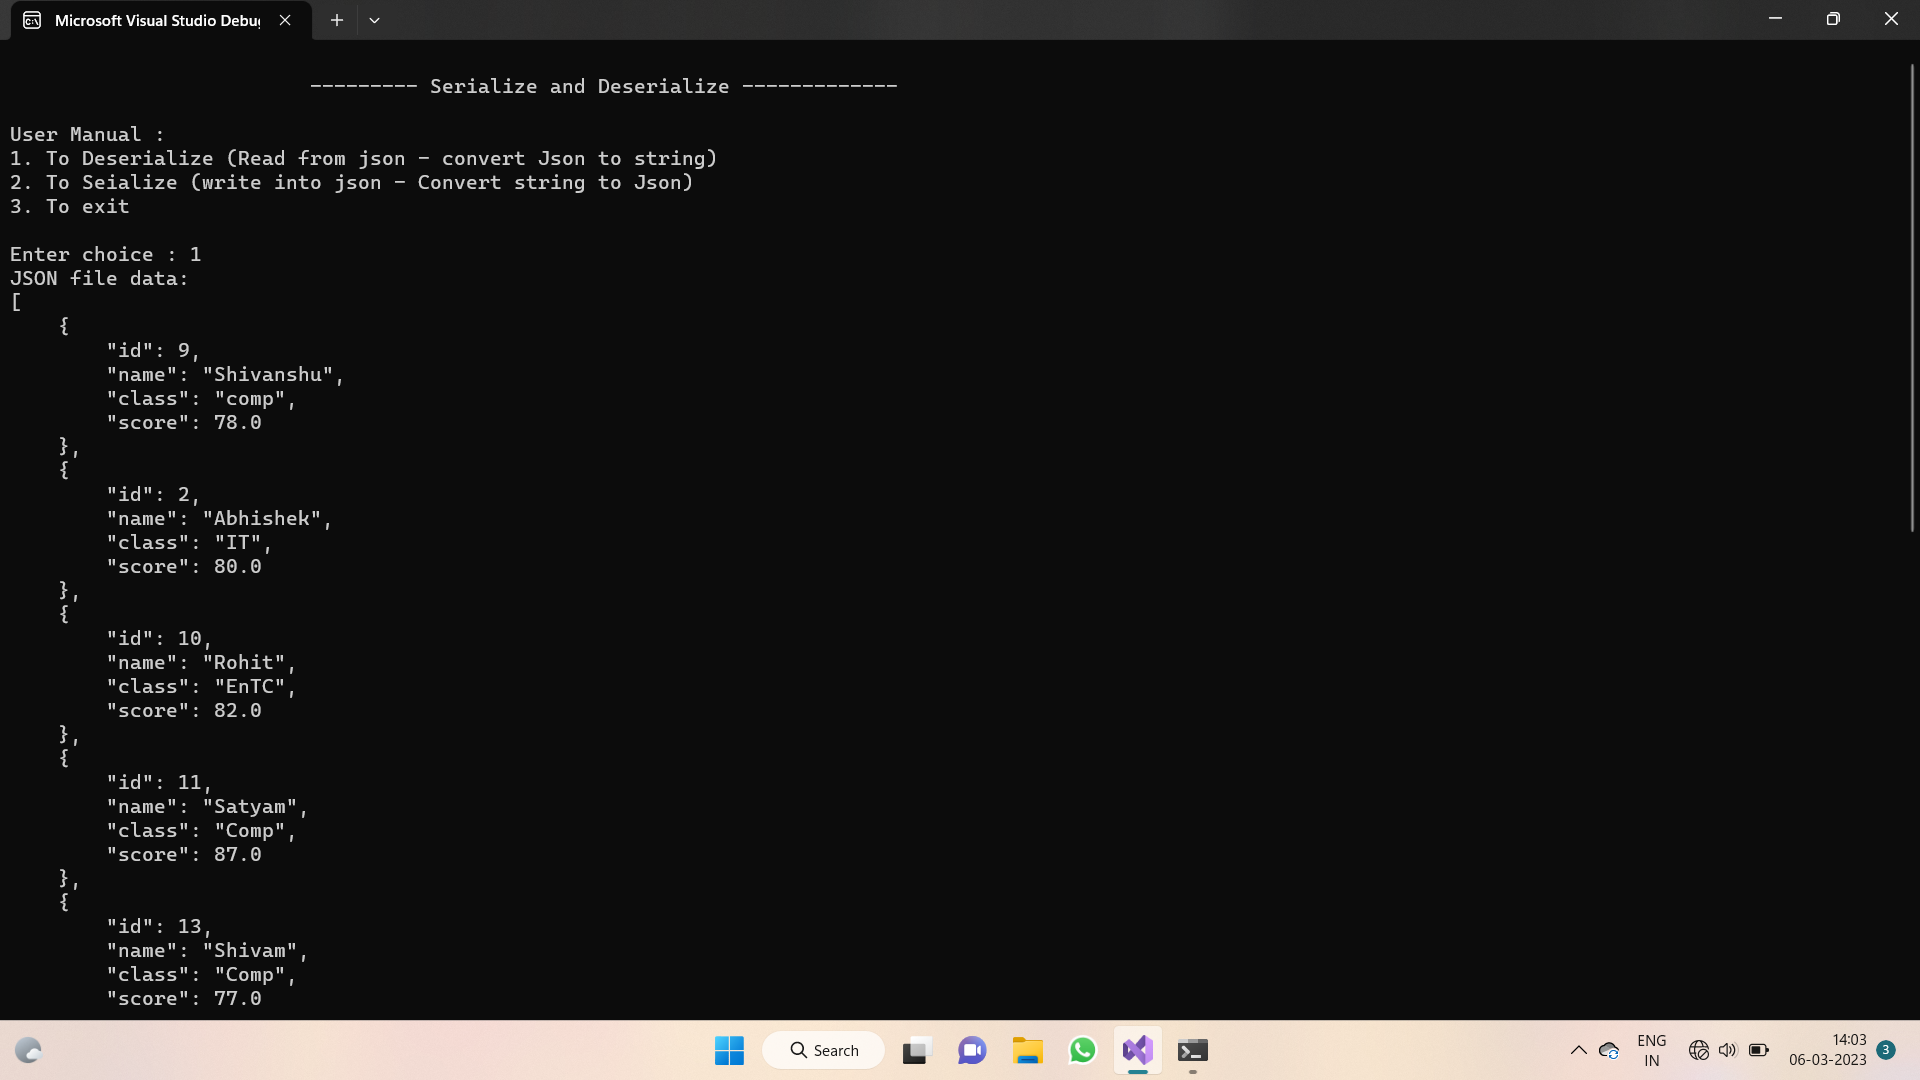 Microsoft Visual Studio Debu
--------- Serialize and Deserialize -------------
User Manual :
1. To Deserialize (Read from json - convert Json to string)
2. To Seialize (write into json - Convert string to Json)
3. To exit
Enter choice : 1
JSON file data:
[
{
"id": 9,
"name": "Shivanshu",
"class": "comp",
"score": 78.0
},
{
"id": 2,
"name": "Abhishek",
"class": "IT",
"score": 80.0
},
{
"id": 10,
"name": "Rohit",
"class": "EnTC",
"score": 82.0
},
{
"id": 11,
"name": "Satyam",
"class": "Comp",
"score": 87.0
},
{
"id": 13,
"name": "Shivam",
"class": "Comp",
"score": 77.0
Search
ENG
IN
14:03
06-03-2023
3